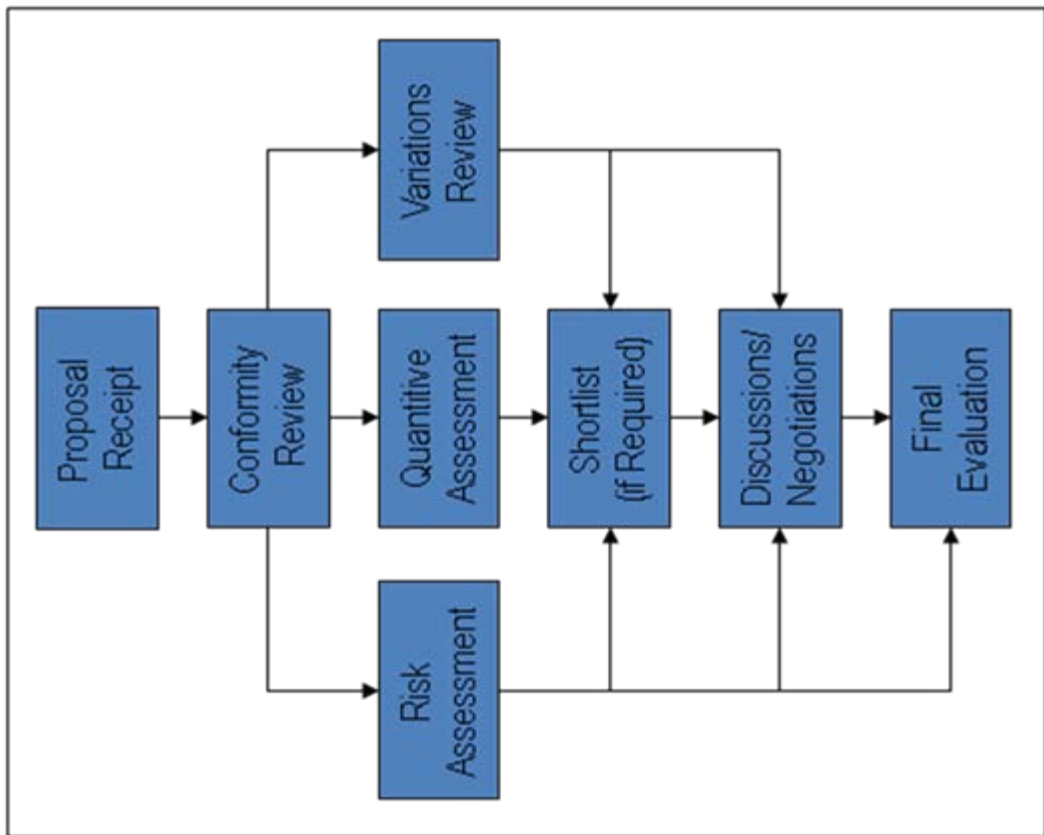 Proposal
Receipt
Conformity
Review
Risk
Assessment
Quantitive
Assessment
Variations
Review
Shortlist
(if Required)
Discussions/
Negotiations
Final
Evaluation